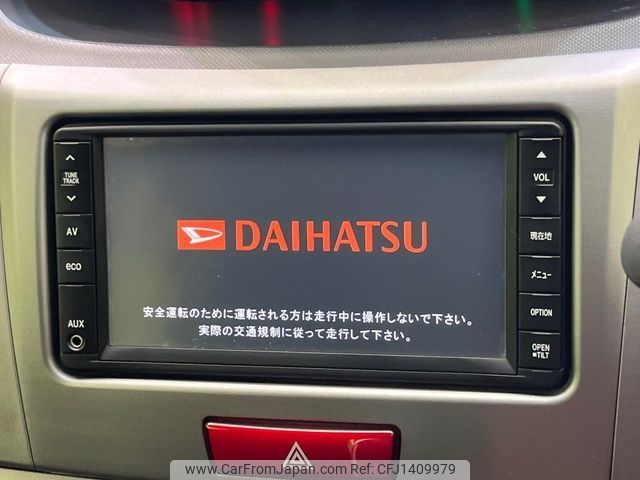 TUNE
TRACK
AV
eco
AUX
DAIHATSU
安全運転のために運転される方は走行中に操作しないで下さい。
実際の交通規制に従って走行して下さい。
VOL
現在地
メニュー
OPTION
OPEN
■TILT
www.CarFromJapan.com Car ID: CFJ1409979